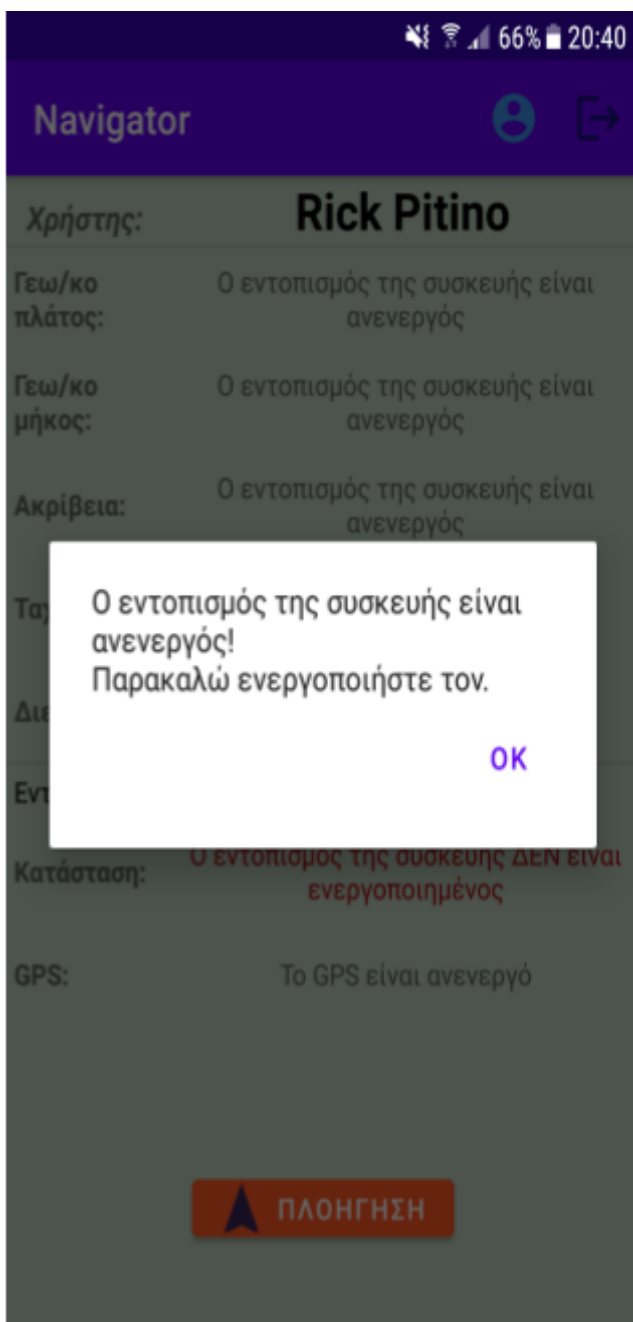 66% 20:40
Navigator
Χρήστης: Rick Pitino
Γεω/κο πλάτος: Ο εντοπισμός της συσκευής είναι
ανενεργός
Γεω/κο μήκος: Ο εντοπισμός της συσκευής είναι
ανενεργός
Ακρίβεια: Ο εντοπισμός της συσκευής είναι
ανενεργός
Ο εντοπισμός της συσκευής είναι
ανενεργός!
Παρακαλώ ενεργοποιήστε τον.
OK
Κατάσταση: Ο εντοπισμός της συσκευής ΔΕΝ είναι
ενεργοποιημένος
GPS: Το GPS είναι ανενεργό
ΠΛΟΗΓΗΣΗ